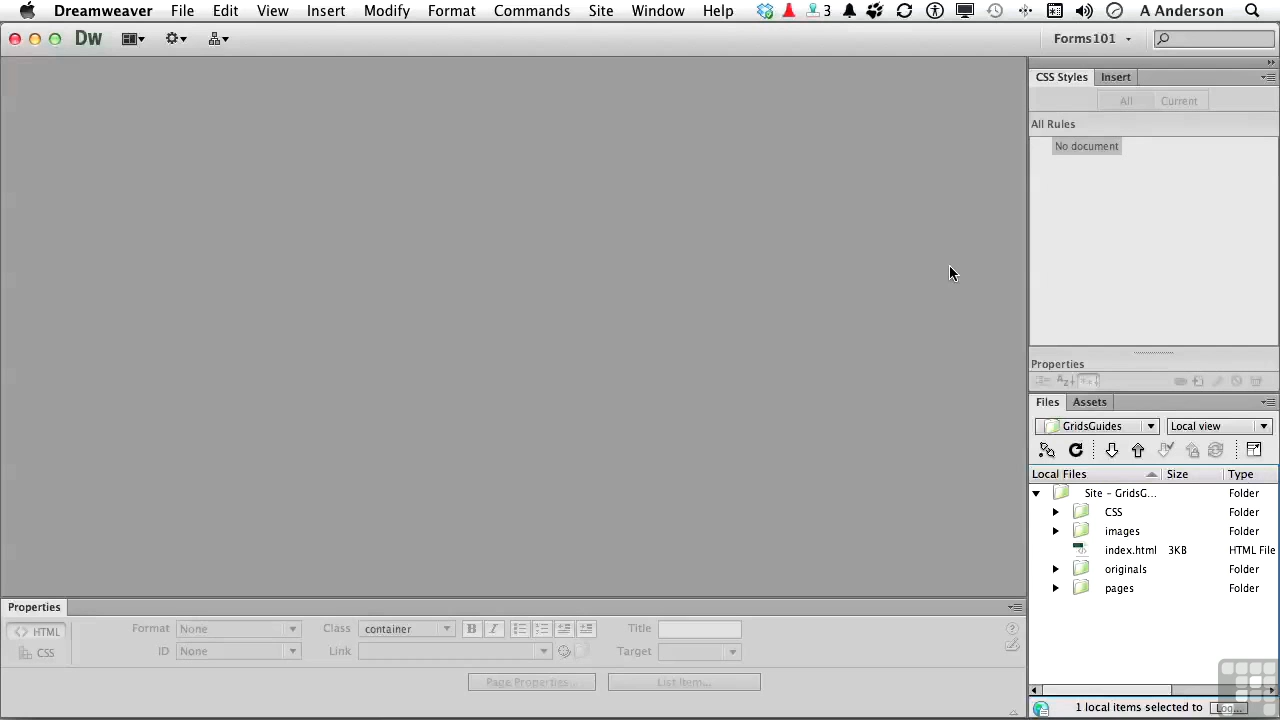 Dreamweaver File Edit View Insert Modify Format Commands Site Window Help 3 A Anderson
Dw Forms101
CSS Styles Insert
All Current
All Rules
No document
Properties
Files Assets
GridsGuides Local view
Local Files Size Type
Site - GridsG... Folder
CSS Folder
images Folder
index.html 3KB HTML File
originals Folder
pages Folder
Properties
<> HTML Format None Class container B I Title
CSS ID None Link Target
Page Properties... List Item...
1 local items selected to Log...